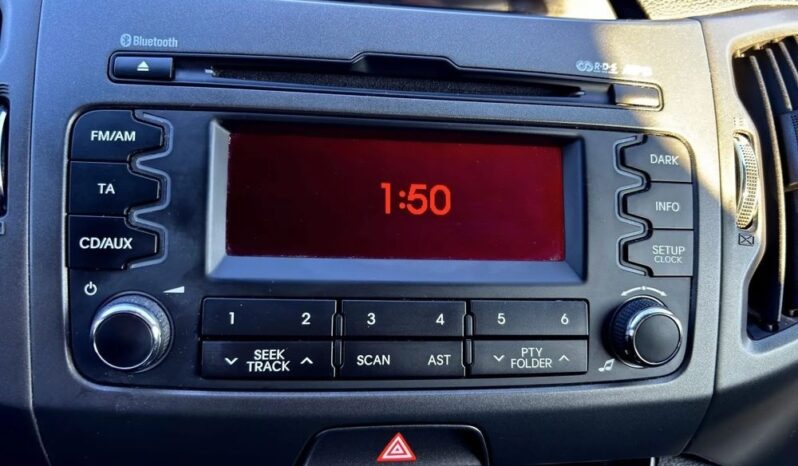 Bluetooth
R·D·S
FM/AM
DARK
1:50
TA
INFO
CD/AUX
SETUP
CLOCK
1 2 3 4 5 6
SEEK
TRACK
SCAN AST
PTY
FOLDER